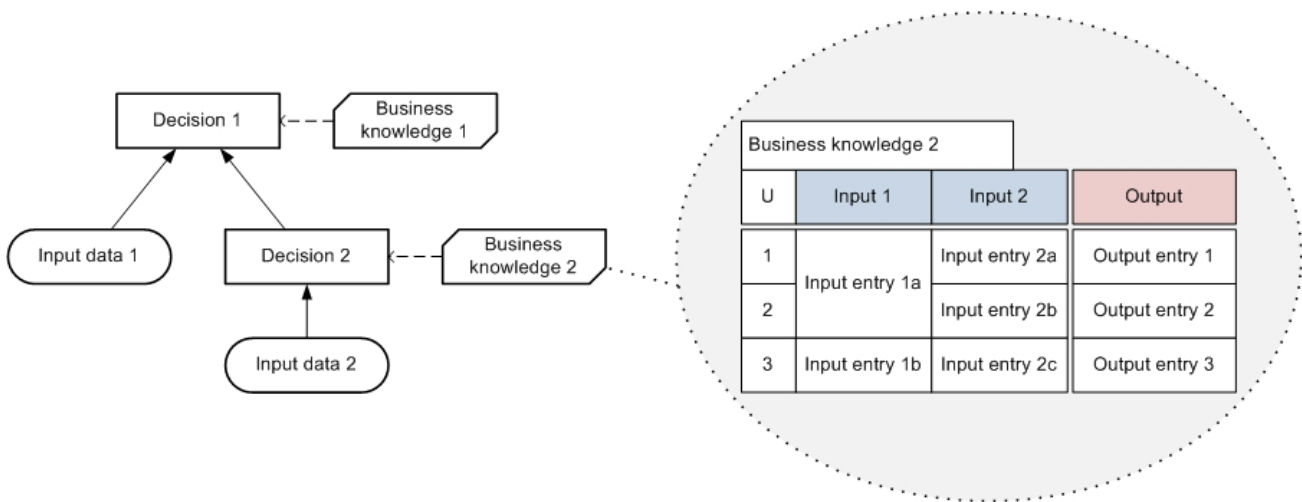 Decision 1
Business
knowledge 1
Input data 1
Decision 2
Business
knowledge 2
Input data 2
Business knowledge 2
U Input 1 Input 2 Output
1 Input entry 1a Input entry 2a Output entry 1
2 Input entry 2b Output entry 2
3 Input entry 1b Input entry 2c Output entry 3